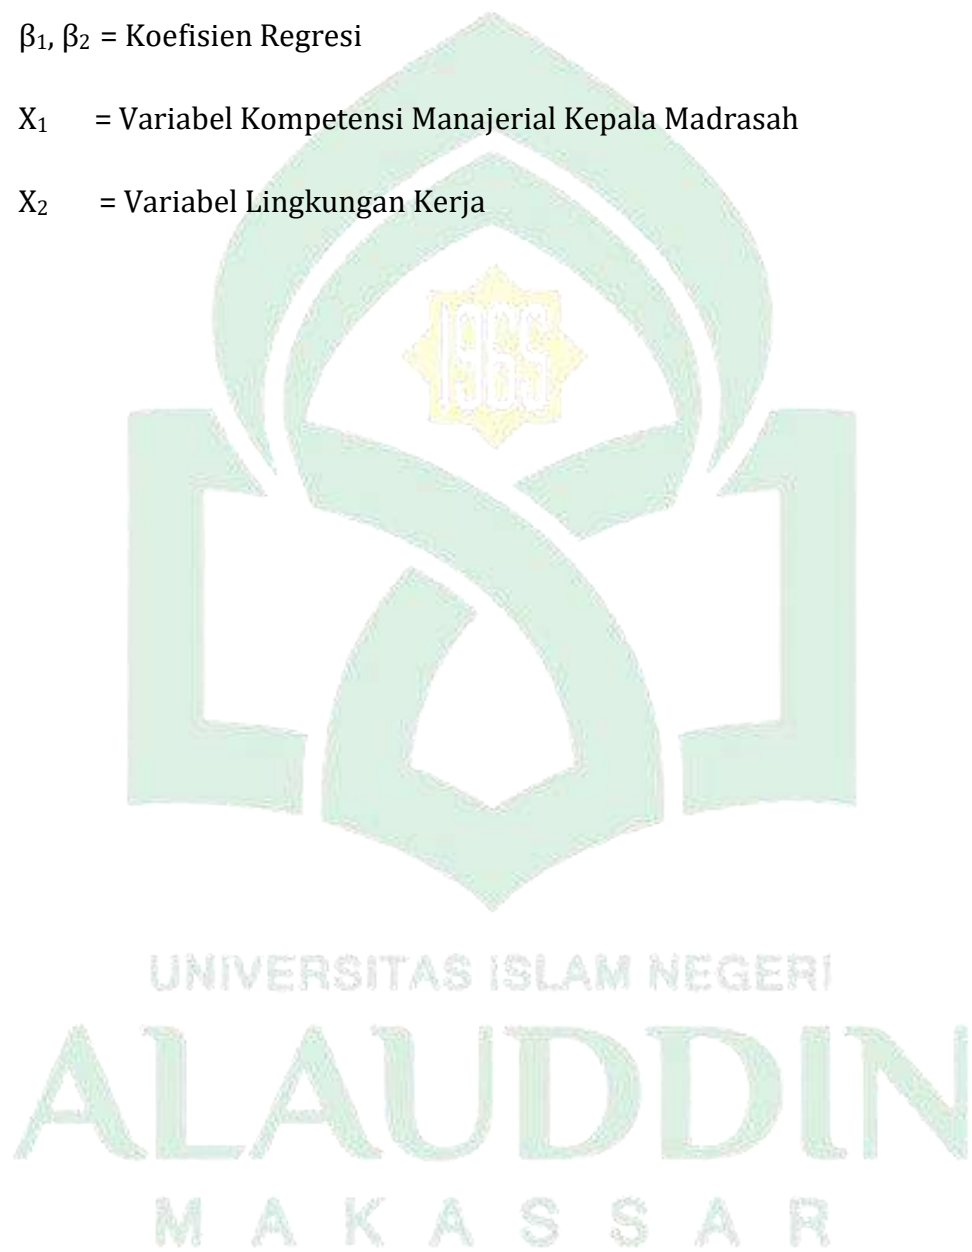 β₁, β₂ = Koefisien Regresi
X₁ = Variabel Kompetensi Manajerial Kepala Madrasah
X₂ = Variabel Lingkungan Kerja
1965
UNIVERSITAS ISLAM NEGERI
ALAUDDIN
MAKASSAR